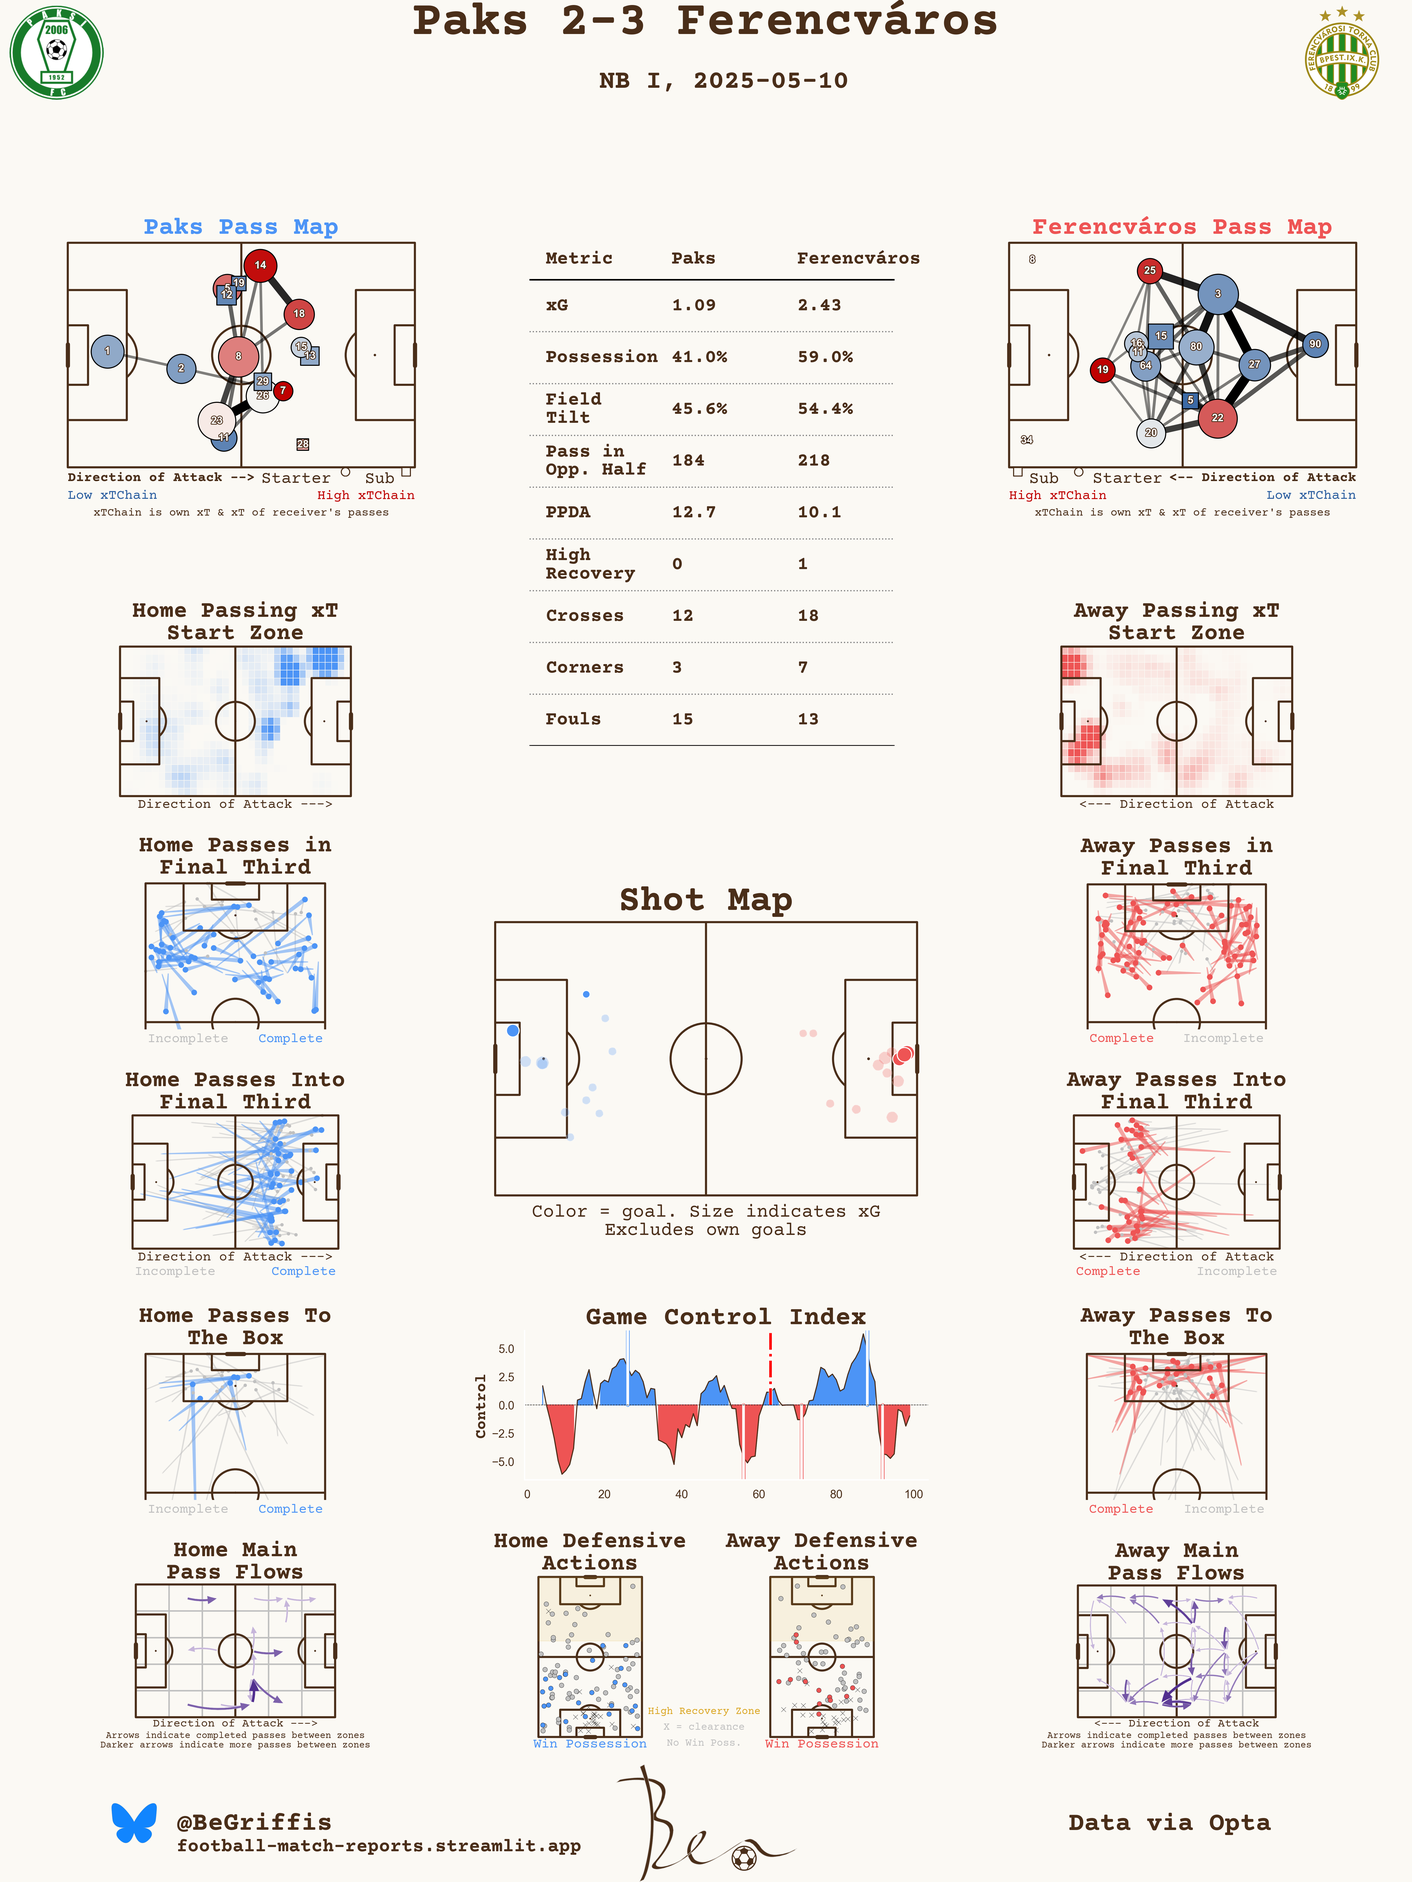 Paks 2-3 Ferencváros
NB I, 2025-05-10
PAKSI
2006
1952
FC
FERENCVÁROSI TORNA CLUB
BPEST.IX.K.
18 99
Paks Pass Map
14
19
5
12
18
15
13
1
8
2
29
7
26
23
11
28
Direction of Attack --> Starter Sub
Low xTChain High xTChain
xTChain is own xT & xT of receiver's passes
Metric Paks Ferencváros
xG 1.09 2.43
Possession 41.0% 59.0%
Field
Tilt 45.6% 54.4%
Pass in
Opp. Half 184 218
PPDA 12.7 10.1
High
Recovery 0 1
Crosses 12 18
Corners 3 7
Fouls 15 13
Ferencváros Pass Map
8
25
3
15
16
11
80
90
19
64
27
5
22
20
34
Sub Starter <-- Direction of Attack
High xTChain Low xTChain
xTChain is own xT & xT of receiver's passes
Home Passing xT
Start Zone
Direction of Attack --->
Away Passing xT
Start Zone
<--- Direction of Attack
Home Passes in
Final Third
Incomplete Complete
Away Passes in
Final Third
Complete Incomplete
Shot Map
Color = goal. Size indicates xG
Excludes own goals
Home Passes Into
Final Third
Direction of Attack --->
Incomplete Complete
Away Passes Into
Final Third
<--- Direction of Attack
Complete Incomplete
Home Passes To
The Box
Incomplete Complete
Game Control Index
Control
5.0
2.5
0.0
−2.5
−5.0
0 20 40 60 80 100
Away Passes To
The Box
Complete Incomplete
Home Main
Pass Flows
Direction of Attack --->
Arrows indicate completed passes between zones
Darker arrows indicate more passes between zones
Home Defensive
Actions
Win Possession
High Recovery Zone
X = clearance
No Win Poss.
Away Defensive
Actions
Win Possession
Away Main
Pass Flows
<--- Direction of Attack
Arrows indicate completed passes between zones
Darker arrows indicate more passes between zones
@BeGriffis
football-match-reports.streamlit.app
Ben
Data via Opta